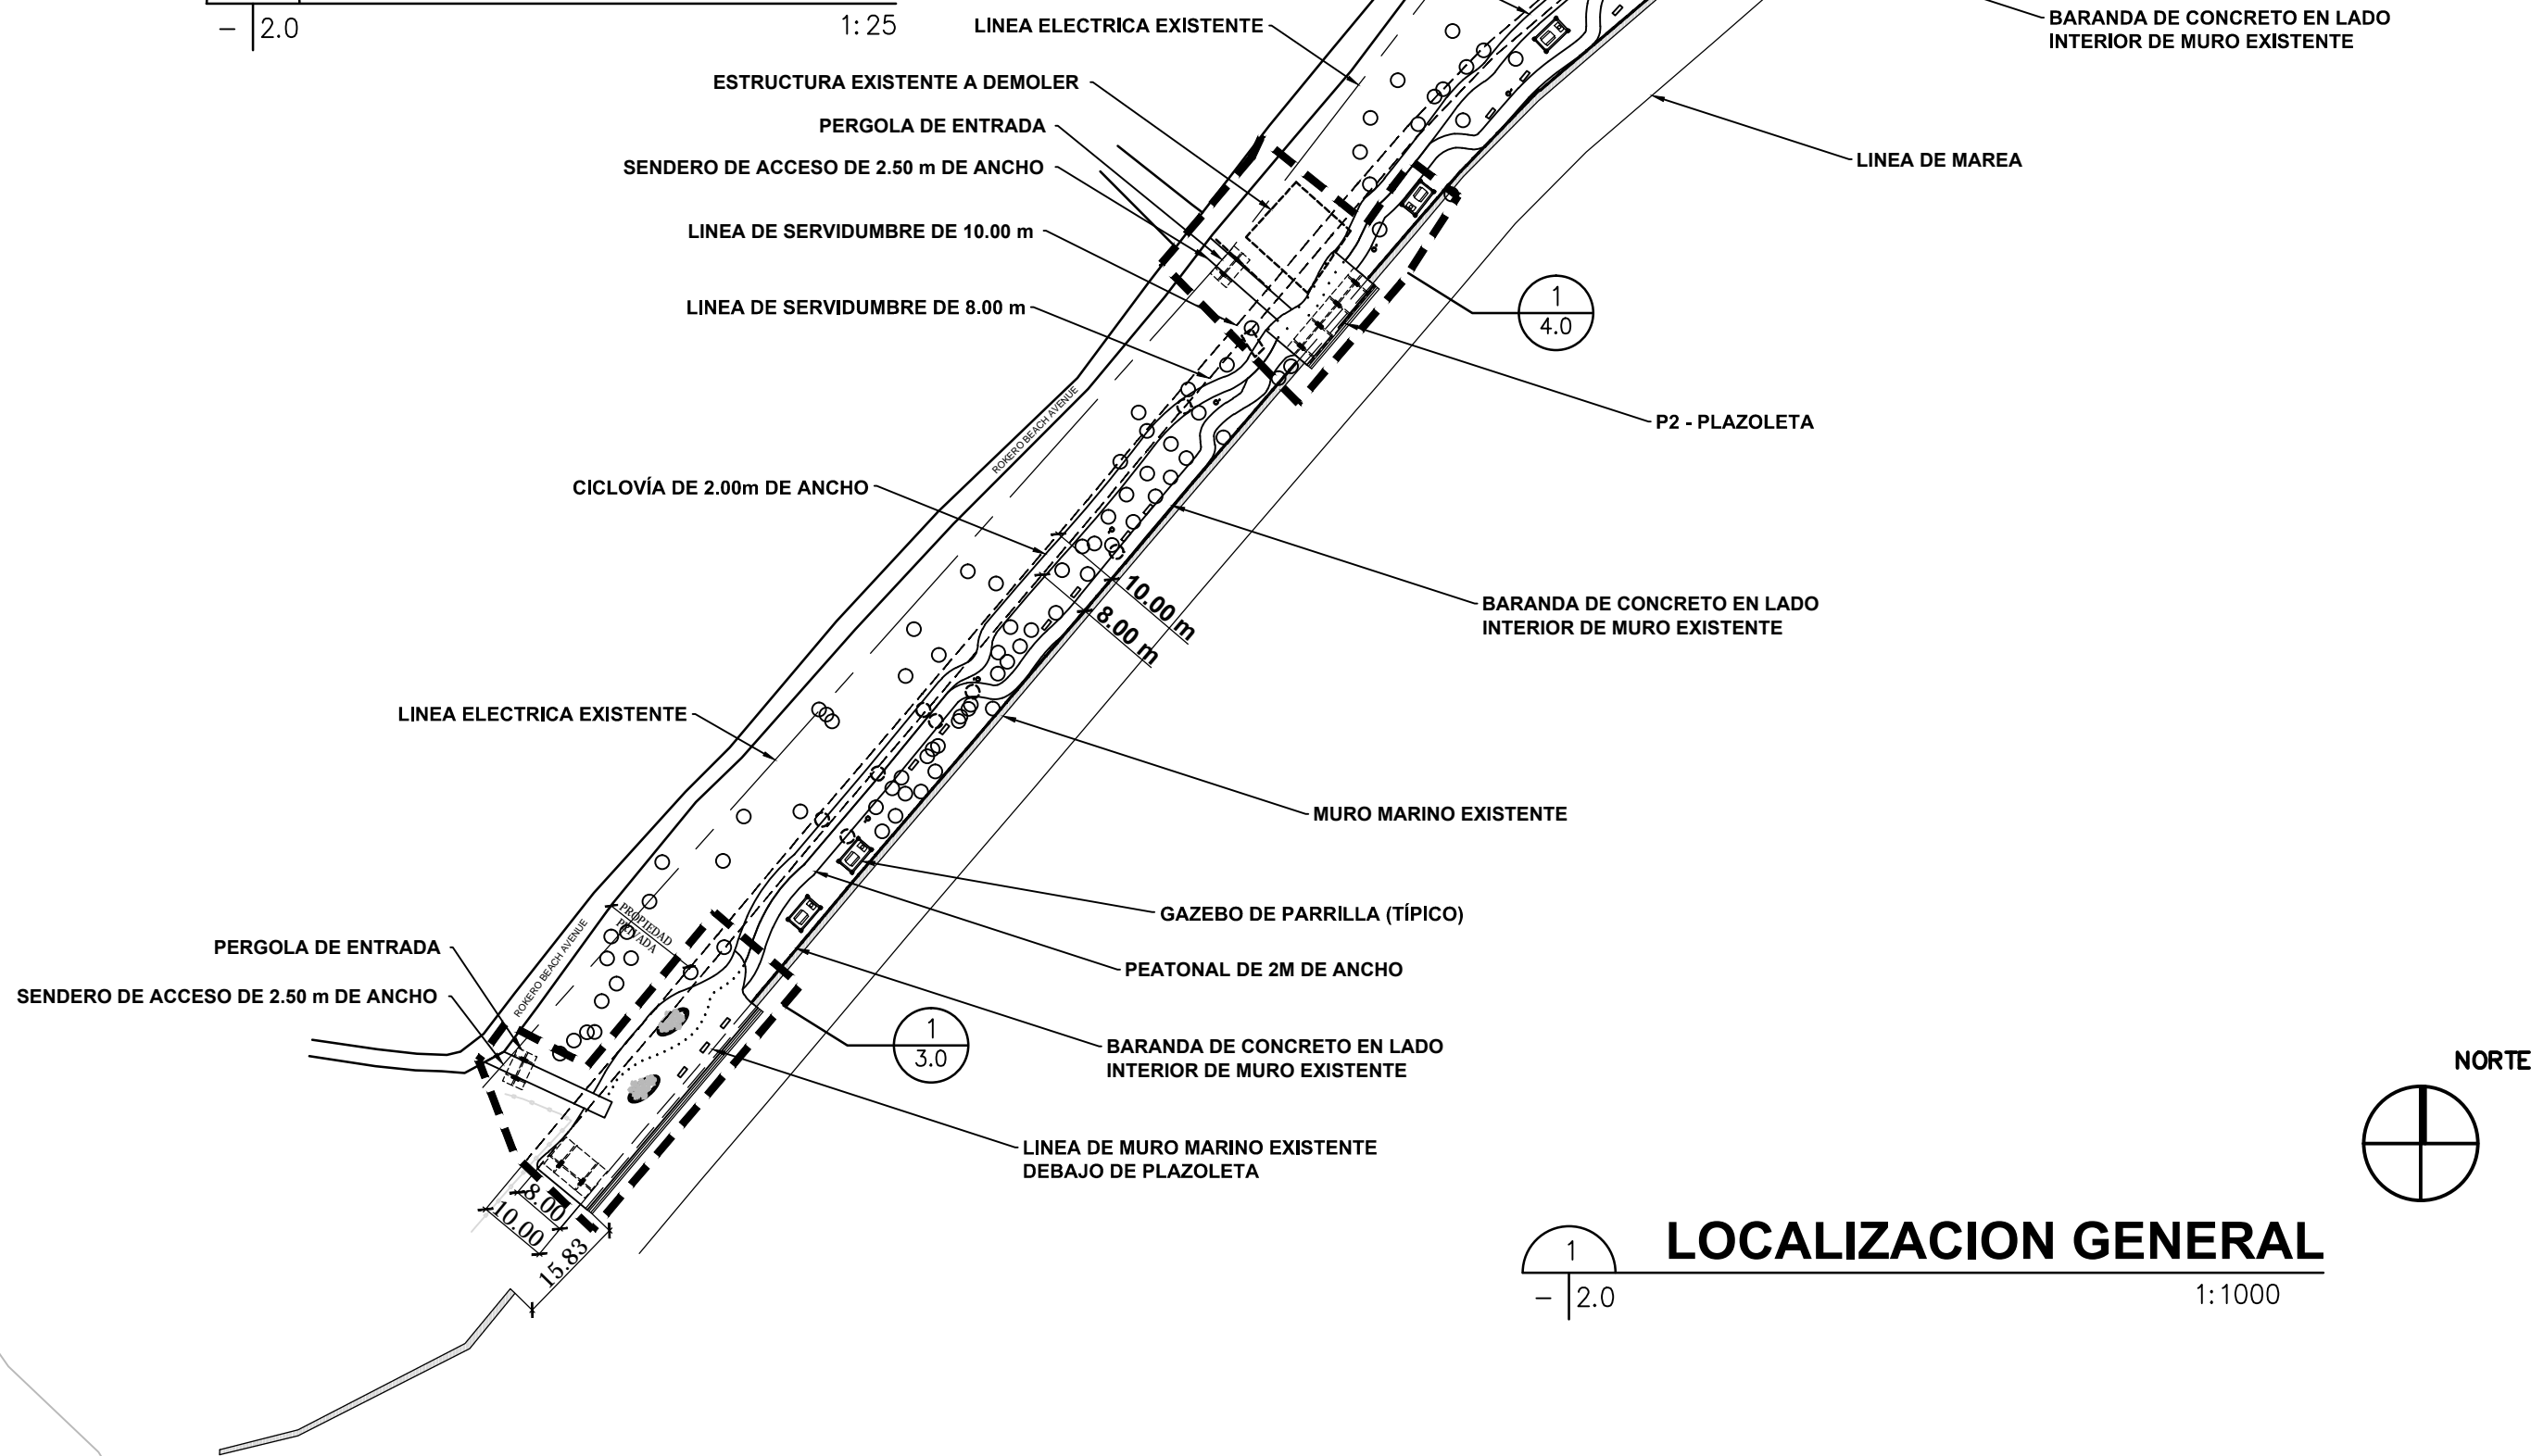 – 2.0
1:25
LINEA ELECTRICA EXISTENTE
BARANDA DE CONCRETO EN LADO
INTERIOR DE MURO EXISTENTE
ESTRUCTURA EXISTENTE A DEMOLER
PERGOLA DE ENTRADA
SENDERO DE ACCESO DE 2.50 m DE ANCHO
LINEA DE MAREA
LINEA DE SERVIDUMBRE DE 10.00 m
LINEA DE SERVIDUMBRE DE 8.00 m
1
4.0
P2 - PLAZOLETA
ROKERO BEACH AVENUE
CICLOVÍA DE 2.00m DE ANCHO
10.00 m
8.00 m
BARANDA DE CONCRETO EN LADO
INTERIOR DE MURO EXISTENTE
LINEA ELECTRICA EXISTENTE
MURO MARINO EXISTENTE
GAZEBO DE PARRILLA (TÍPICO)
PROPIEDAD
PRIVADA
PERGOLA DE ENTRADA
ROKERO BEACH AVENUE
PEATONAL DE 2M DE ANCHO
SENDERO DE ACCESO DE 2.50 m DE ANCHO
1
3.0
BARANDA DE CONCRETO EN LADO
INTERIOR DE MURO EXISTENTE
NORTE
LINEA DE MURO MARINO EXISTENTE
DEBAJO DE PLAZOLETA
8.00
10.00
15.83
1
LOCALIZACION GENERAL
– 2.0
1:1000